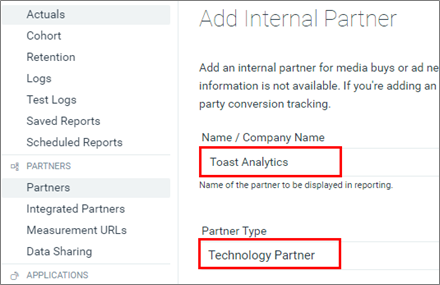 Actuals
Cohort
Retention
Logs
Test Logs
Saved Reports
Scheduled Reports
PARTNERS
Partners
Integrated Partners
Measurement URLs
Data Sharing
APPLICATIONS
Add Internal Partner
Add an internal partner for media buys or ad ne
information is not available. If you're adding an
party conversion tracking.
Name / Company Name
Toast Analytics
Name of the partner to be displayed in reporting.
Partner Type
Technology Partner